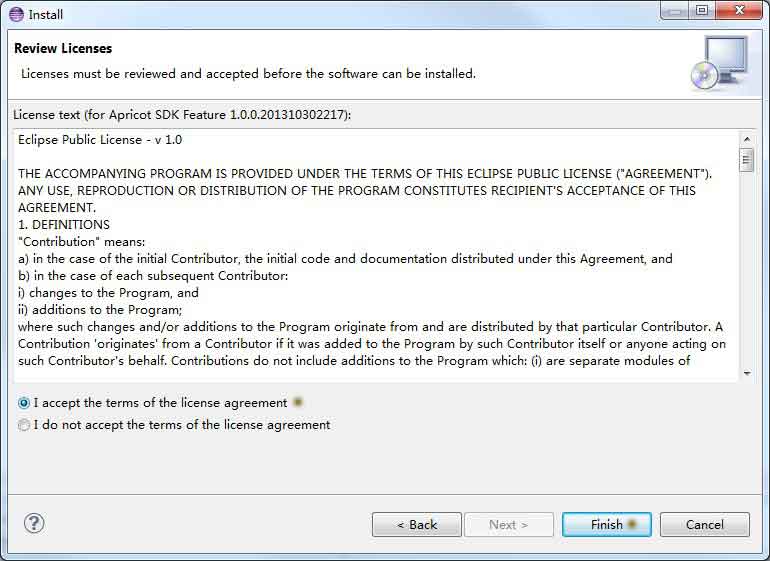 Install
Review Licenses
Licenses must be reviewed and accepted before the software can be installed.
License text (for Apricot SDK Feature 1.0.0.201310302217):
Eclipse Public License - v 1.0
THE ACCOMPANYING PROGRAM IS PROVIDED UNDER THE TERMS OF THIS ECLIPSE PUBLIC LICENSE ("AGREEMENT").
ANY USE, REPRODUCTION OR DISTRIBUTION OF THE PROGRAM CONSTITUTES RECIPIENT'S ACCEPTANCE OF THIS
AGREEMENT.
1. DEFINITIONS
"Contribution" means:
a) in the case of the initial Contributor, the initial code and documentation distributed under this Agreement, and
b) in the case of each subsequent Contributor:
i) changes to the Program, and
ii) additions to the Program;
where such changes and/or additions to the Program originate from and are distributed by that particular Contributor. A
Contribution 'originates' from a Contributor if it was added to the Program by such Contributor itself or anyone acting on
such Contributor's behalf. Contributions do not include additions to the Program which: (i) are separate modules of
I accept the terms of the license agreement
I do not accept the terms of the license agreement
?
< Back Next > Finish Cancel